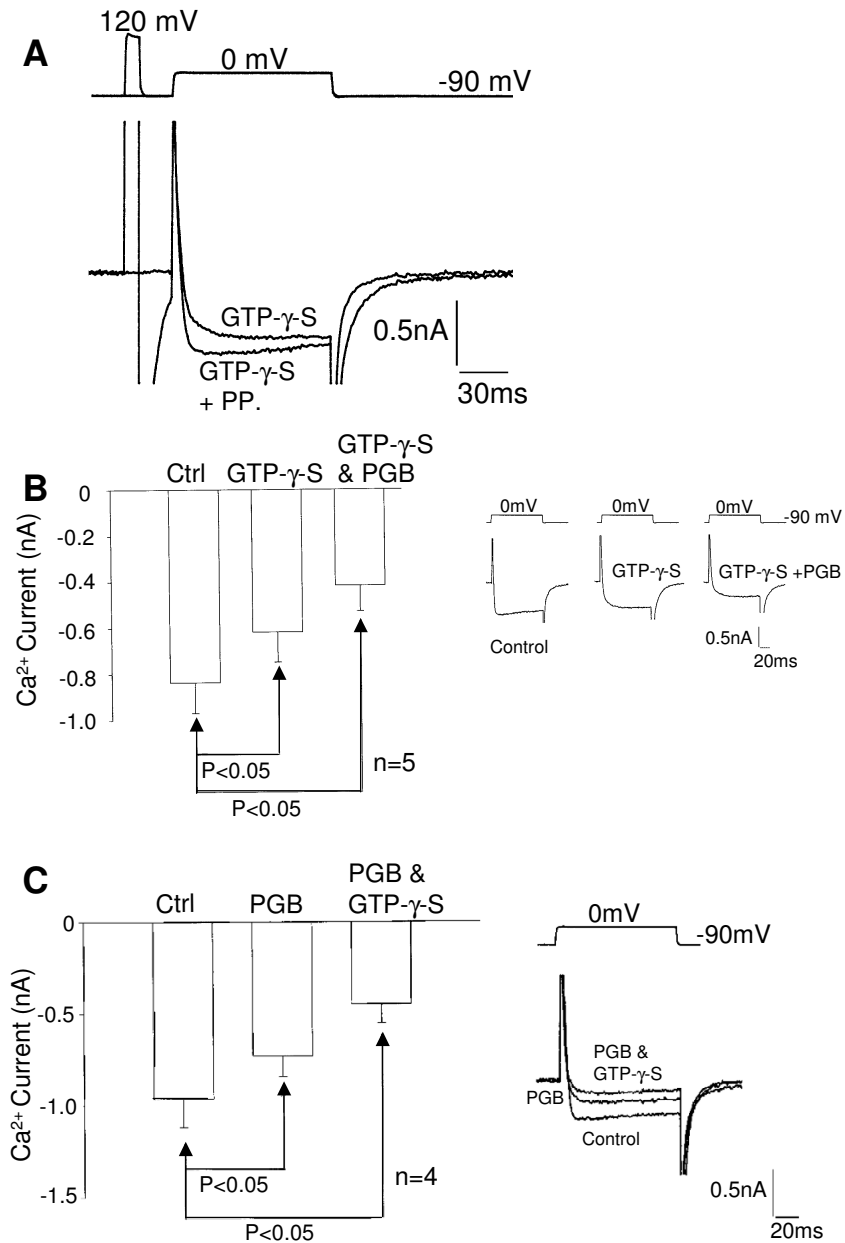 A
120 mV
0 mV
-90 mV
GTP-γ-S
GTP-γ-S
+ PP.
0.5nA
30ms
B
Ctrl
GTP-γ-S
GTP-γ-S
& PGB
Ca²⁺ Current (nA)
0
-0.2
-0.4
-0.6
-0.8
-1.0
P<0.05
P<0.05
n=5
0mV
0mV
0mV
-90 mV
Control
GTP-γ-S
GTP-γ-S +PGB
0.5nA
20ms
C
Ctrl
PGB
PGB &
GTP-γ-S
Ca²⁺ Current (nA)
0
-0.5
-1.0
-1.5
P<0.05
P<0.05
n=4
0mV
-90mV
PGB &
GTP-γ-S
PGB
Control
0.5nA
20ms